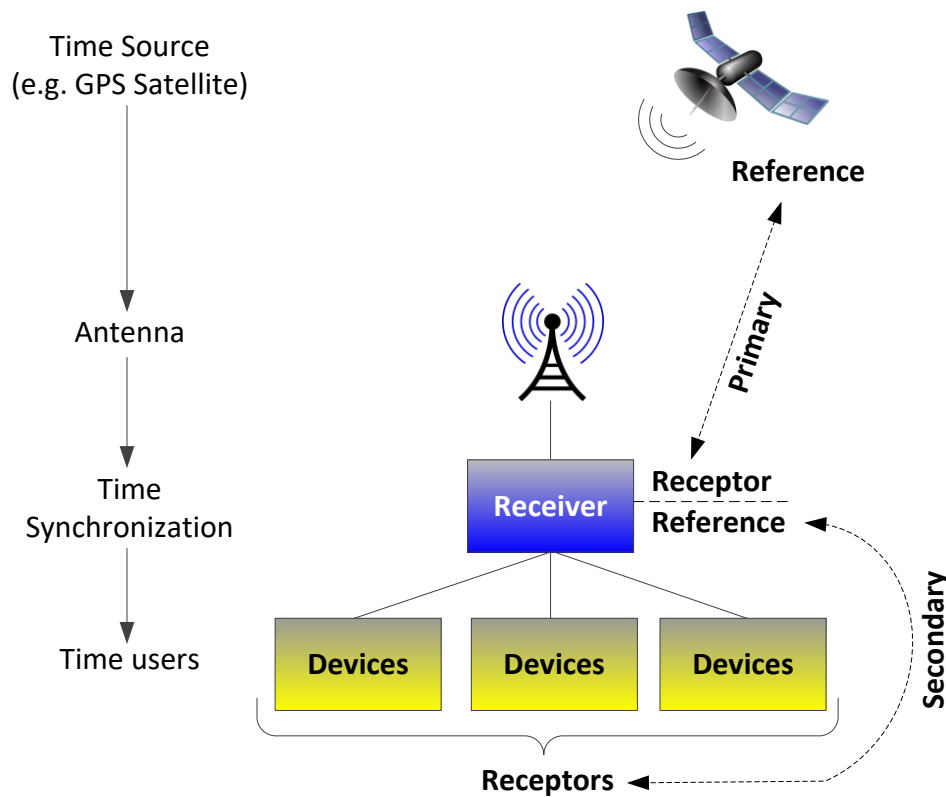 Time Source
(e.g. GPS Satellite)
Reference
Primary
Antenna
Time
Synchronization
Receiver
Receptor
Reference
Secondary
Time users
Devices
Devices
Devices
Receptors